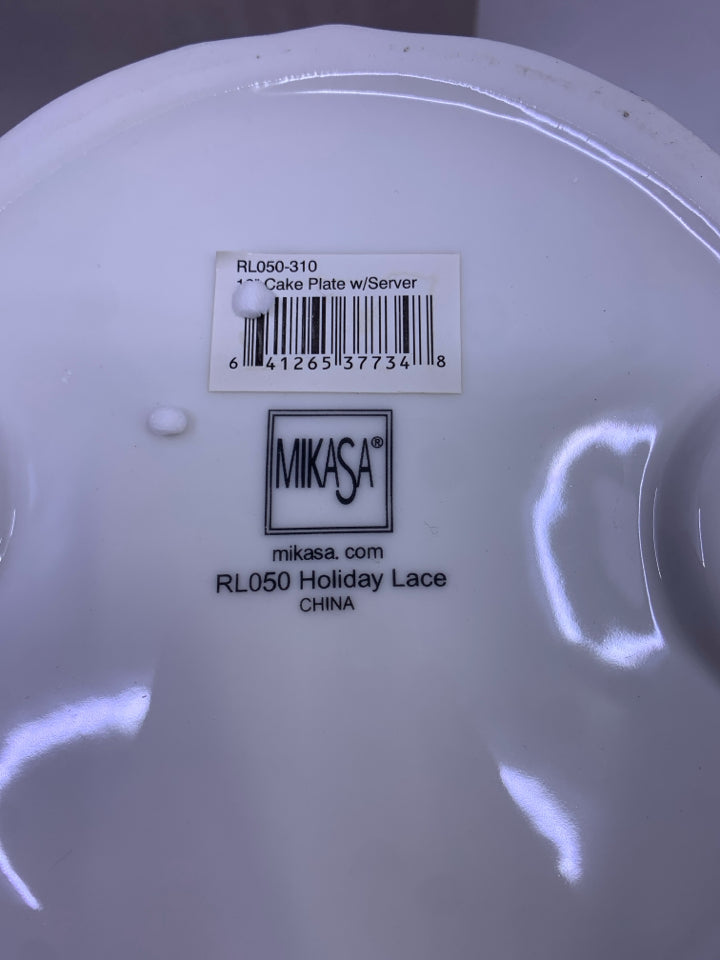 RL050-310
Cake Plate w/Server
6 41265 37734 8
MIKASA®
mikasa. com
RL050 Holiday Lace
CHINA